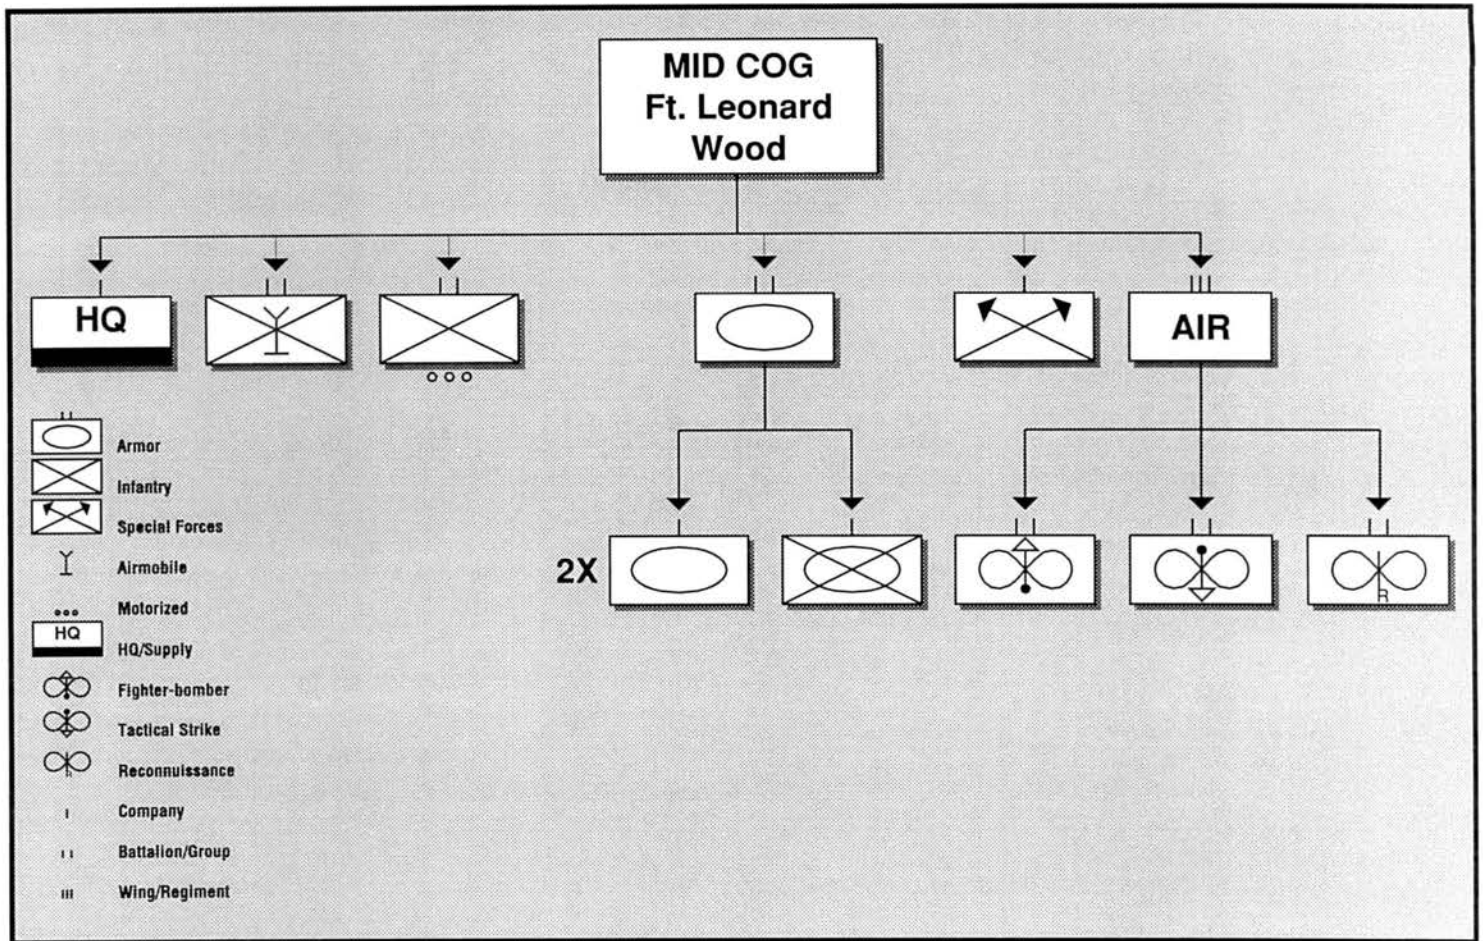 MID COG
Ft. Leonard
Wood
HQ
AIR
2X
R
Armor
Infantry
Special Forces
Airmobile
Motorized
HQ
HQ/Supply
Fighter-bomber
Tactical Strike
R
Reconnuissance
Company
Battalion/Group
Wing/Regiment